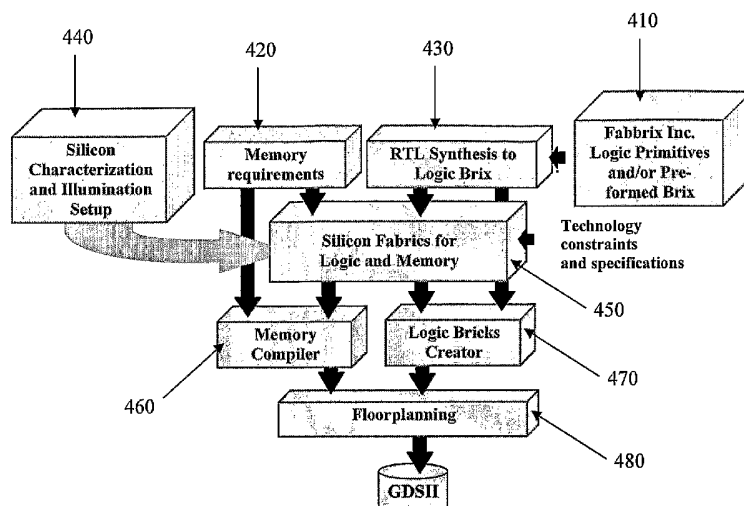 440
420
430
410
Silicon
Characterization
and Illumination
Setup
Memory
requirements
RTL Synthesis to
Logic Brix
Fabbrix Inc.
Logic Primitives
and/or Pre-
formed Brix
Silicon Fabrics for
Logic and Memory
Technology
constraints
and specifications
450
Memory
Compiler
Logic Bricks
Creator
460
470
Floorplanning
480
GDSII